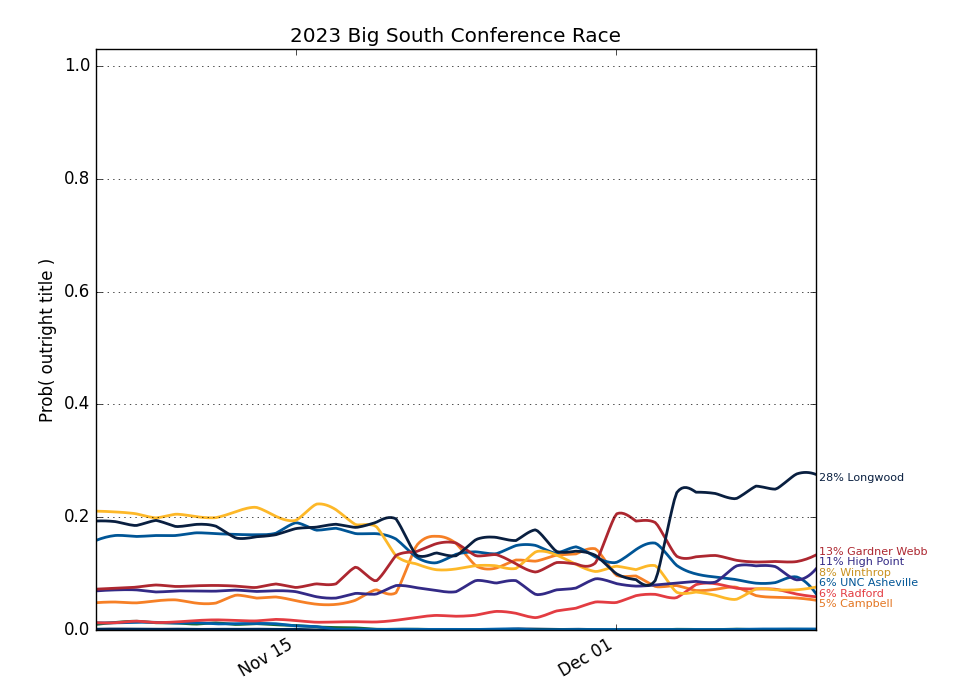 2023 Big South Conference Race
1.0
0.8
0.6
0.4
0.2
0.0
Prob( outright title )
Nov 15
Dec 01
28% Longwood
13% Gardner Webb
11% High Point
8% Winthrop
6% UNC Asheville
6% Radford
5% Campbell